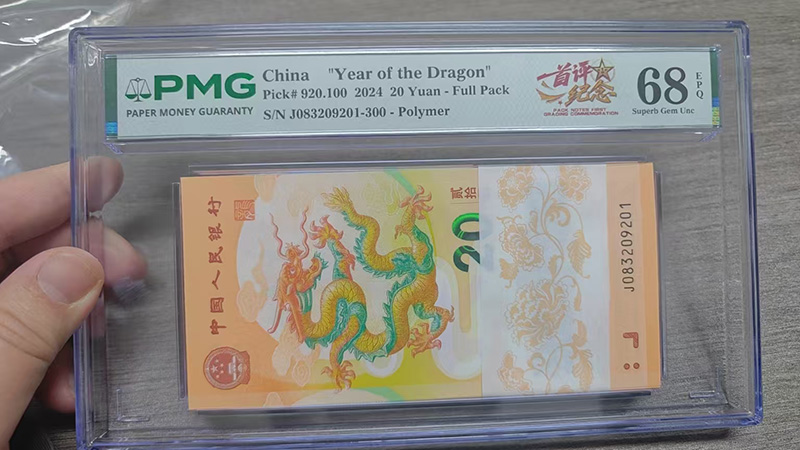 PMG
PAPER MONEY GUARANTY
China "Year of the Dragon"
Pick# 920.100 2024 20 Yuan - Full Pack
S/N J083209201-300 - Polymer
首评纪念
PACK NOTES FIRST
GRADING COMMEMORATION
68
EPQ
Superb Gem Unc
中国人民银行
贰拾
20
J083209201